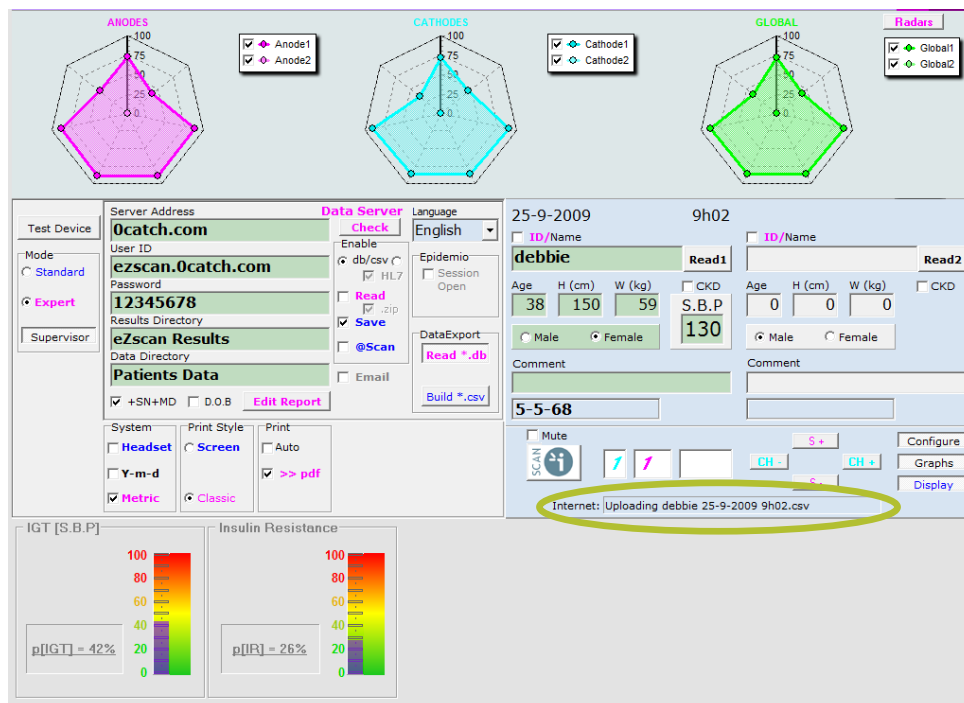 ANODES
100
75
50
25
0
Anode1
Anode2
CATHODES
100
75
50
25
0
Cathode1
Cathode2
GLOBAL
100
75
50
25
0
Radars
Global1
Global2
Test Device
Mode
Standard
Expert
Supervisor
Server Address
Data Server
0catch.com
Check
User ID
ezscan.0catch.com
Password
12345678
Results Directory
eZscan Results
Data Directory
Patients Data
+SN+MD D.O.B Edit Report
Enable
db/csv
HL7
Read
.zip
Save
@Scan
Email
Language
English
Epidemio
Session
Open
DataExport
Read *.db
Build *.csv
System
Headset
Y-m-d
Metric
Print Style
Screen
Classic
Print
Auto
>> pdf
25-9-2009 9h02
ID/Name
debbie Read1
Age H (cm) W (kg) CKD
38 150 59 S.B.P
130
Male Female
Comment
5-5-68
ID/Name
Read2
Age H (cm) W (kg) CKD
0 0 0
Male Female
Comment
Mute
SCAN
1 1
S +
CH - CH +
S -
Configure
Graphs
Display
Internet: Uploading debbie 25-9-2009 9h02.csv
IGT [S.B.P]
100
80
60
40
20
0
p[IGT] = 42%
Insulin Resistance
100
80
60
40
20
0
p[IR] = 26%